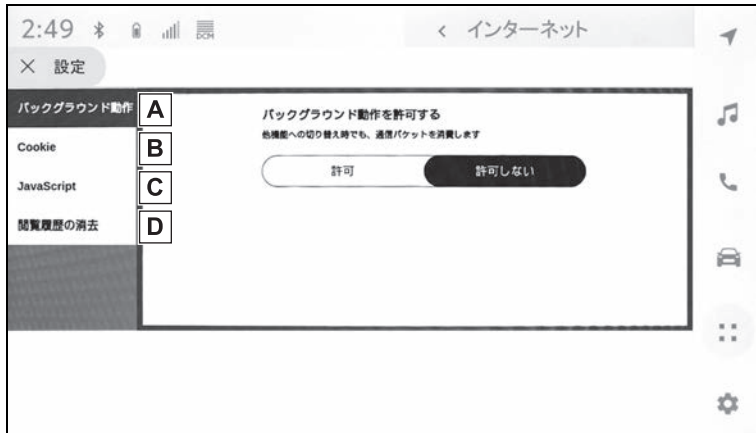 2:49 DCM < インターネット
× 設定
バックグラウンド動作 A
Cookie B
JavaScript C
閲覧履歴の消去 D
バックグラウンド動作を許可する
他機能への切り替え時でも、通信パケットを消費します
許可 許可しない